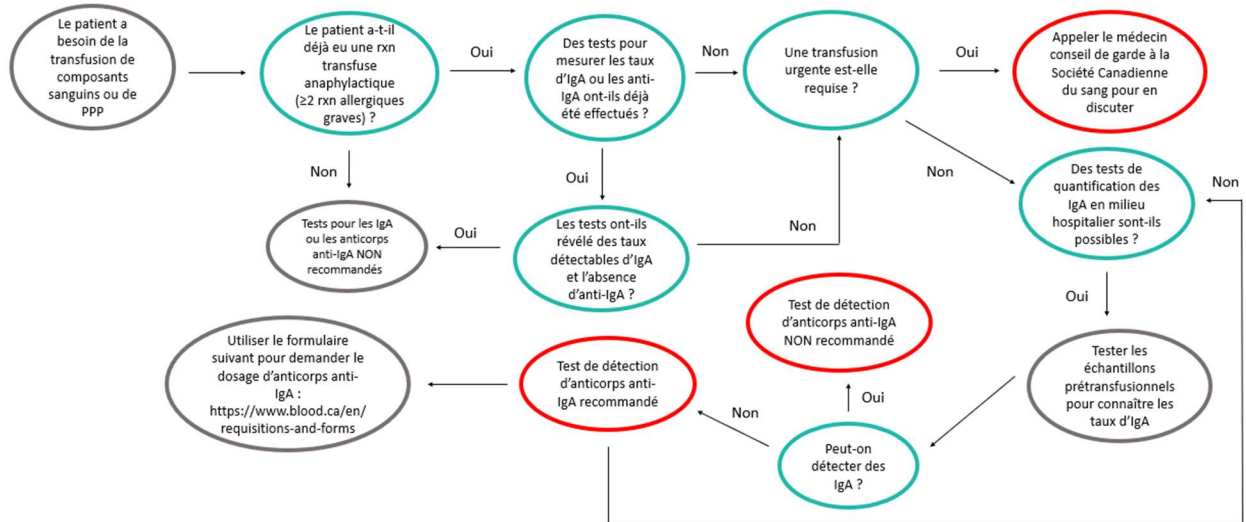 Le patient a
besoin de la
transfusion de
composants
sanguins ou de
PPP
Le patient a-t-il
déjà eu une rxn
transfuse
anaphylactique
(≥2 rxn allergiques
graves) ?
Oui
Des tests pour
mesurer les taux
d'IgA ou les anti-
IgA ont-ils déjà
été effectués ?
Non
Une transfusion
urgente est-elle
requise ?
Oui
Appeler le médecin
conseil de garde à la
Société Canadienne
du sang pour en
discuter
Non
Oui
Non
Des tests de
quantification des
IgA en milieu
hospitalier sont-ils
possibles ?
Non
Tests pour les IgA
ou les anticorps
anti-IgA NON
recommandés
Oui
Les tests ont-ils
révélé des taux
détectables d'IgA
et l'absence
d'anti-IgA ?
Non
Oui
Utiliser le formulaire
suivant pour demander le
dosage d'anticorps anti-
IgA :
https://www.blood.ca/en/
requisitions-and-forms
Test de détection
d'anticorps anti-
IgA recommandé
Test de détection
d'anticorps anti-IgA
NON recommandé
Tester les
échantillons
prétransfusionnels
pour connaître les
taux d'IgA
Non
Oui
Peut-on
détecter des
IgA ?